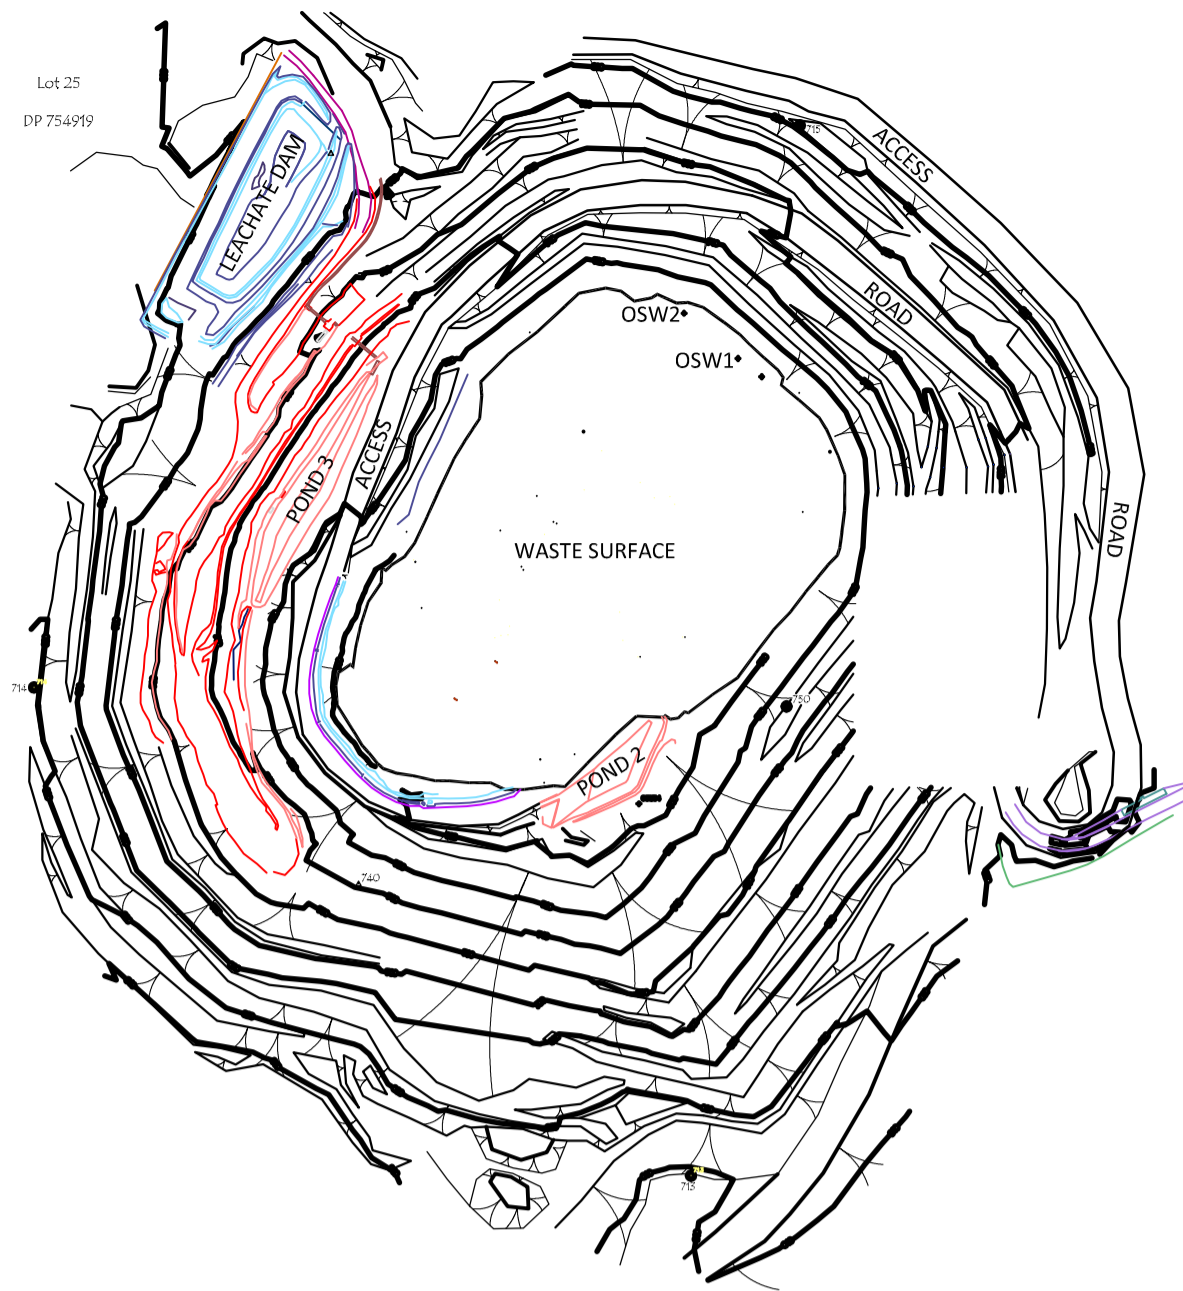 Lot 25
DP 754919
715
ACCESS
LEACHATE DAM
ROAD
OSW2
OSW1
ACCESS
POND 3
ROAD
WASTE SURFACE
714
750
POND 2
740
713